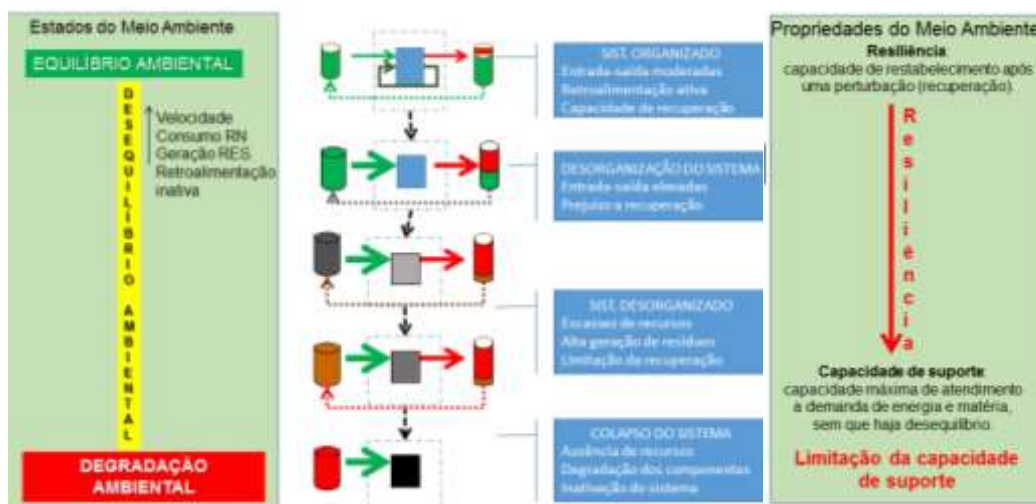 Estados do Meio Ambiente
EQUILÍBRIO AMBIENTAL
DESEQUILÍBRIO AMBIENTAL
Velocidade
Consumo RN
Geração RES
Retroalimentação
inativa
DEGRADAÇÃO
AMBIENTAL
SIST. ORGANIZADO
Entrada-saída moderadas
Retroalimentação ativa
Capacidade de recuperação
DESORGANIZAÇÃO DO SISTEMA
Entrada-saída elevadas
Prejuízo a recuperação
SIST. DESORGANIZADO
Escassez de recursos
Alta geração de resíduos
Limitação da recuperação
COLAPSO DO SISTEMA
Ausência de recursos
Degradação dos componentes
Inativação do sistema
Propriedades do Meio Ambiente
Resiliência:
capacidade de restabelecimento após
uma perturbação (recuperação).
Resiliência
Capacidade de suporte:
capacidade máxima de atendimento
a demanda de energia e matéria,
sem que haja desequilíbrio.
Limitação da capacidade
de suporte